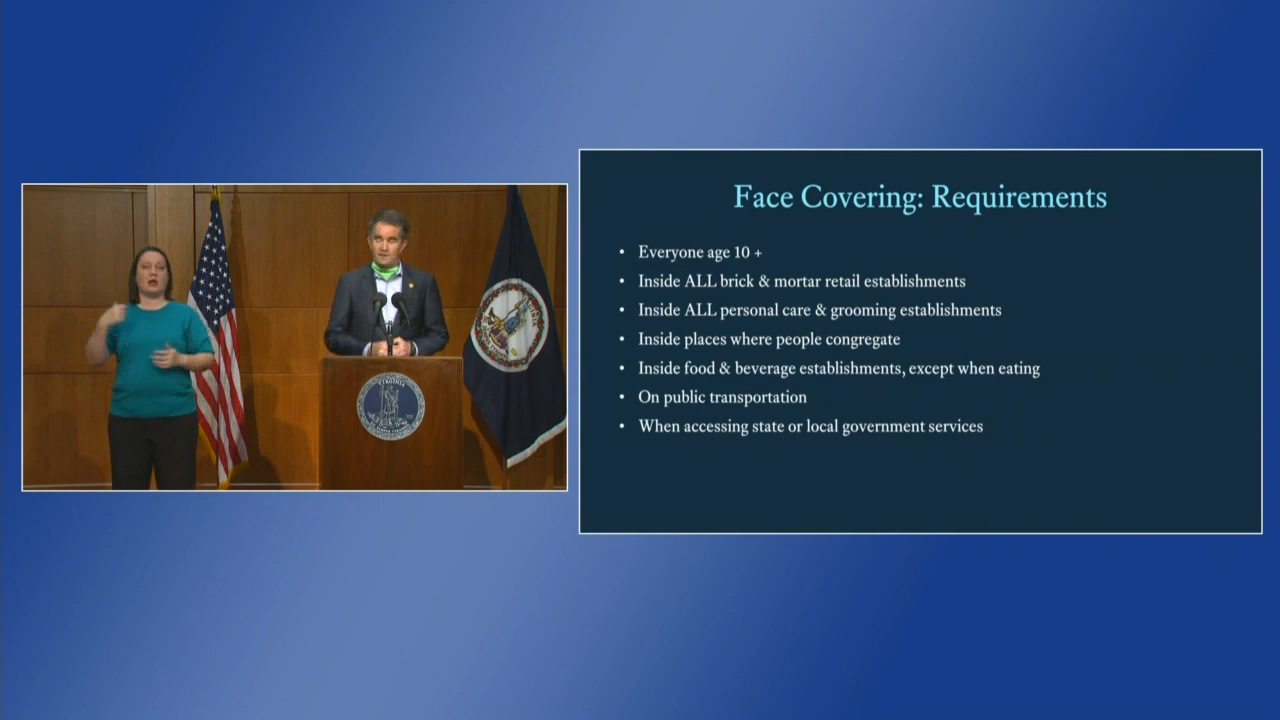 VIRGINIA
Face Covering: Requirements
• Everyone age 10 +
• Inside ALL brick & mortar retail establishments
• Inside ALL personal care & grooming establishments
• Inside places where people congregate
• Inside food & beverage establishments, except when eating
• On public transportation
• When accessing state or local government services